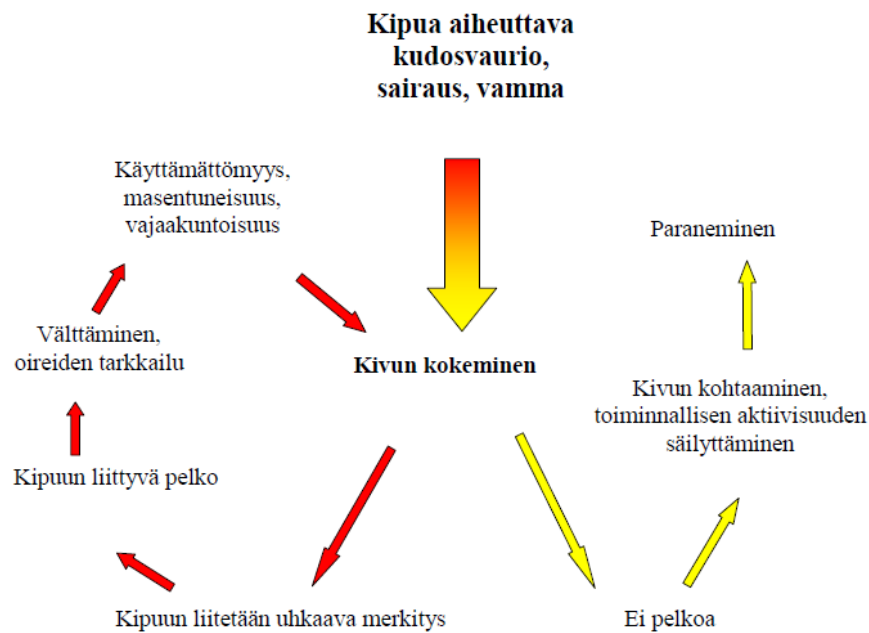 Kipua aiheuttava
kudosvaurio,
sairaus, vamma
Käyttämättömyys,
masentuneisuus,
vajaakuntoisuus
Paraneminen
Välttäminen,
oireiden tarkkailu
Kivun kokeminen
Kivun kohtaaminen,
toiminnallisen aktiivisuuden
säilyttäminen
Kipuun liittyvä pelko
Kipuun liitetään uhkaava merkitys
Ei pelkoa